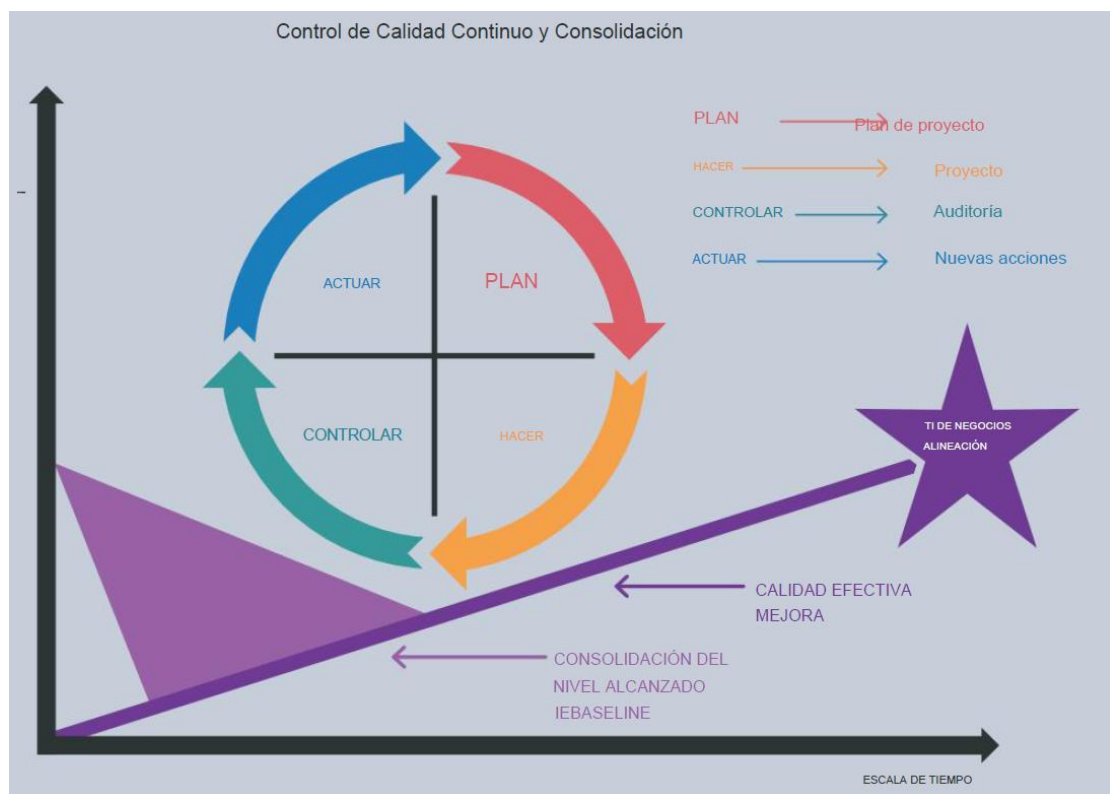 Control de Calidad Continuo y Consolidación
PLAN
Plan de proyecto
HACER
Proyecto
CONTROLAR
Auditoría
ACTUAR
Nuevas acciones
ACTUAR
PLAN
CONTROLAR
HACER
TI DE NEGOCIOS
ALINEACIÓN
CALIDAD EFECTIVA
MEJORA
CONSOLIDACIÓN DEL
NIVEL ALCANZADO
IEBASELINE
ESCALA DE TIEMPO